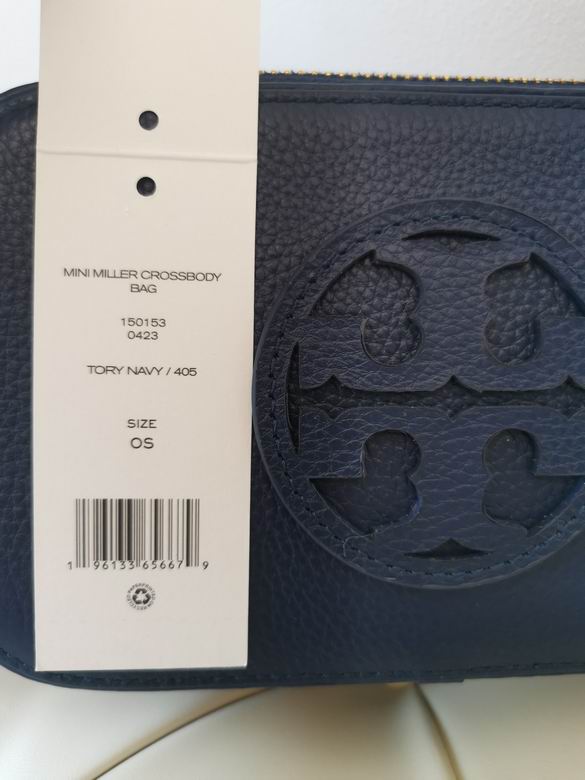 MINI MILLER CROSSBODY
BAG
150153
0423
TORY NAVY / 405
SIZE
OS
1 96133 65667 9